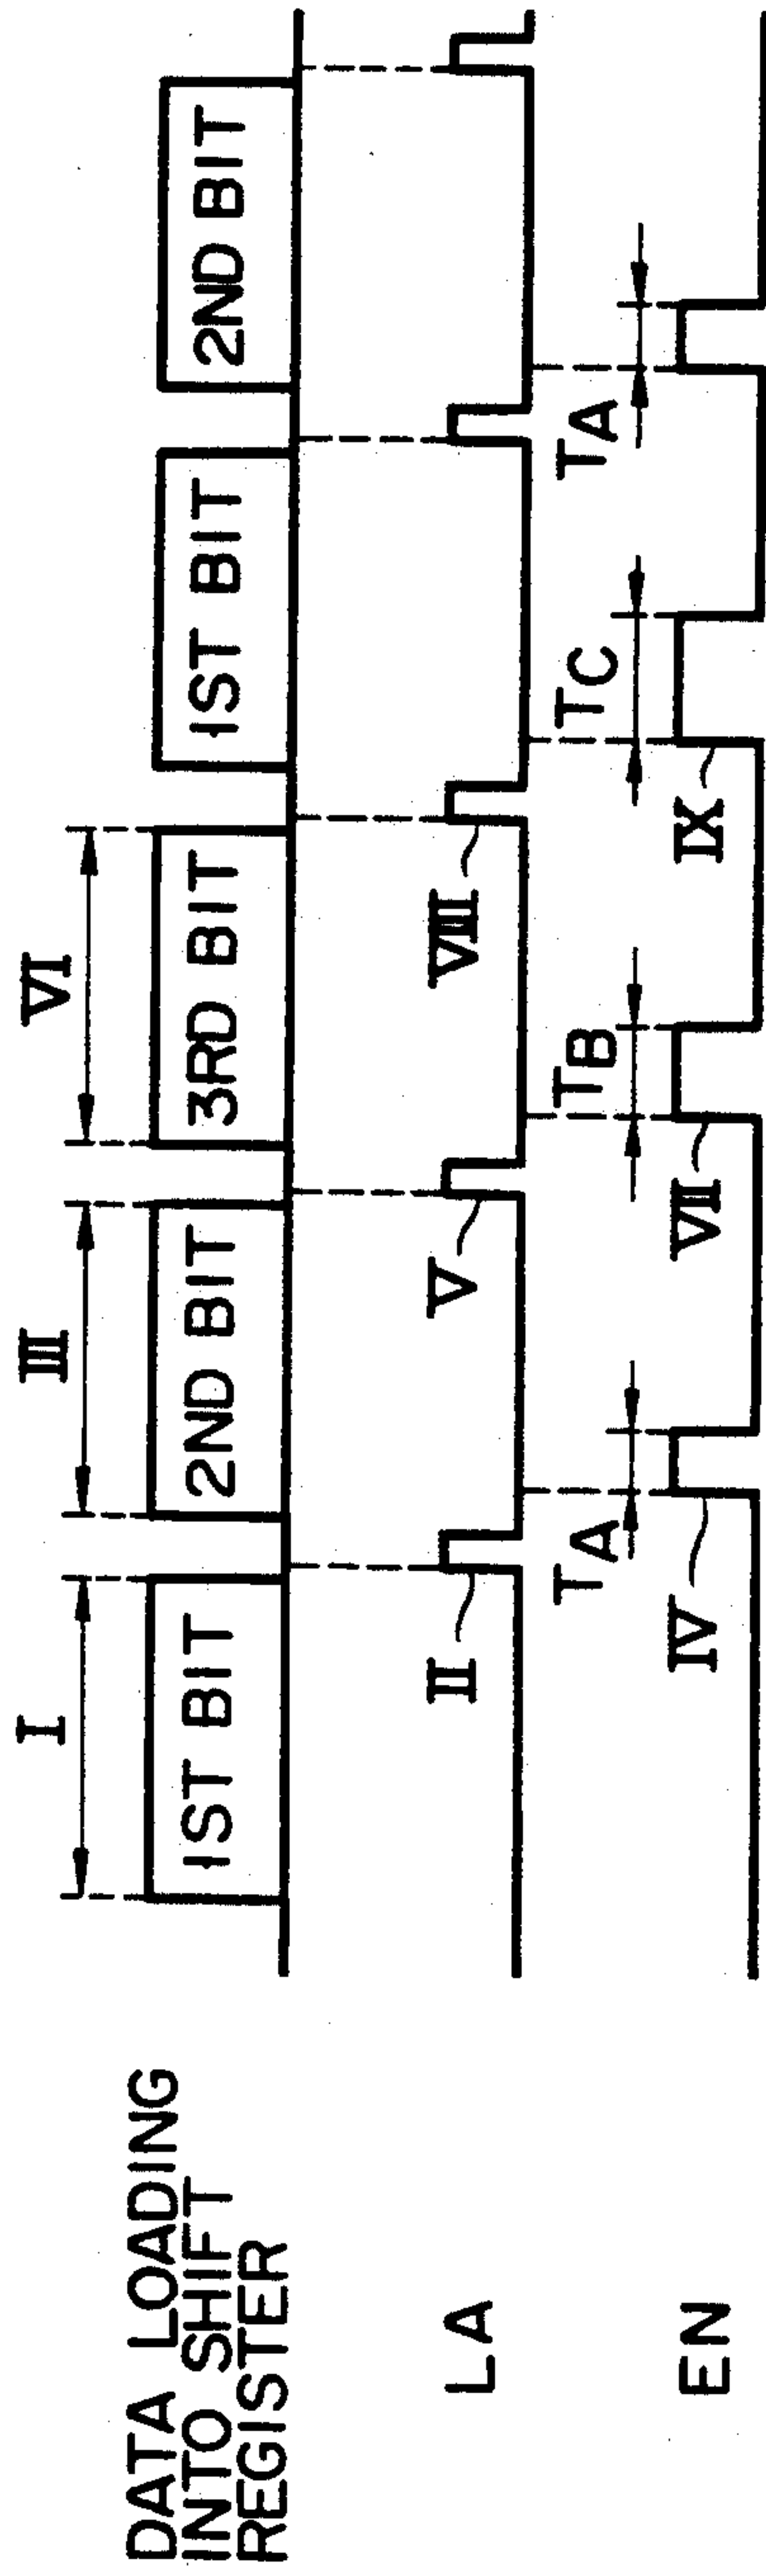 I
III
VI
DATA LOADING
INTO SHIFT
REGISTER
1ST BIT
2ND BIT
3RD BIT
1ST BIT
2ND BIT
LA
II
V
VIII
TA
TB
TC
TA
EN
IV
VII
IX